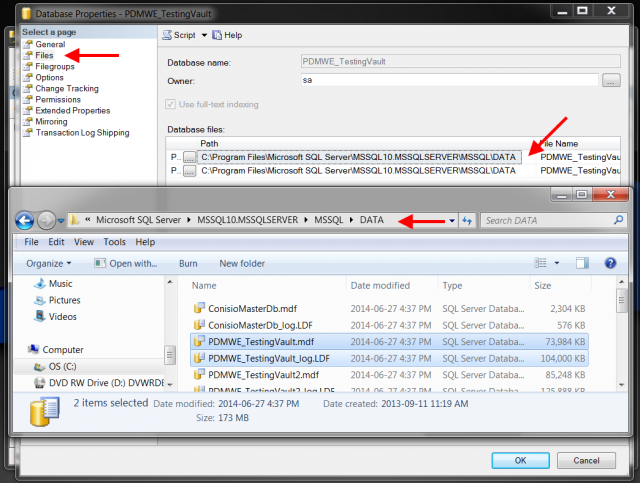 Database Properties - PDMWE_TestingVault
Select a page
General
Files
Filegroups
Options
Change Tracking
Permissions
Extended Properties
Mirroring
Transaction Log Shipping
Script
Help
Database name:
PDMWE_TestingVault
Owner:
sa
...
Use full-text indexing
Database files:
Path
File Name
P.. ... C:\Program Files\Microsoft SQL Server\MSSQL10.MSSQLSERVER\MSSQL\DATA PDMWE_TestingVau
P.. ... C:\Program Files\Microsoft SQL Server\MSSQL10.MSSQLSERVER\MSSQL\DATA PDMWE_TestingVau
« Microsoft SQL Server MSSQL10.MSSQLSERVER MSSQL DATA
Search DATA
File Edit View Tools Help
Organize Open with... Burn New folder
Music
Pictures
Videos
Computer
OS (C:)
DVD RW Drive (D:) DVWRDE
Name Date modified Type Size
ConisioMasterDb.mdf 2014-06-27 4:37 PM SQL Server Databa... 2,304 KB
ConisioMasterDb_log.LDF 2014-06-27 4:37 PM SQL Server Databa... 576 KB
PDMWE_TestingVault.mdf 2014-06-27 4:37 PM SQL Server Databa... 73,984 KB
PDMWE_TestingVault_log.LDF 2014-06-27 4:37 PM SQL Server Databa... 104,000 KB
PDMWE_TestingVault2.mdf 2014-06-27 4:37 PM SQL Server Databa... 85,248 KB
PDMWE_TestingVault2_log.LDF 2014-06-27 4:37 PM SQL Server Databa... 125,888 KB
2 items selected Date modified: 2014-06-27 4:37 PM Date created: 2013-09-11 11:19 AM
Size: 173 MB
OK
Cancel